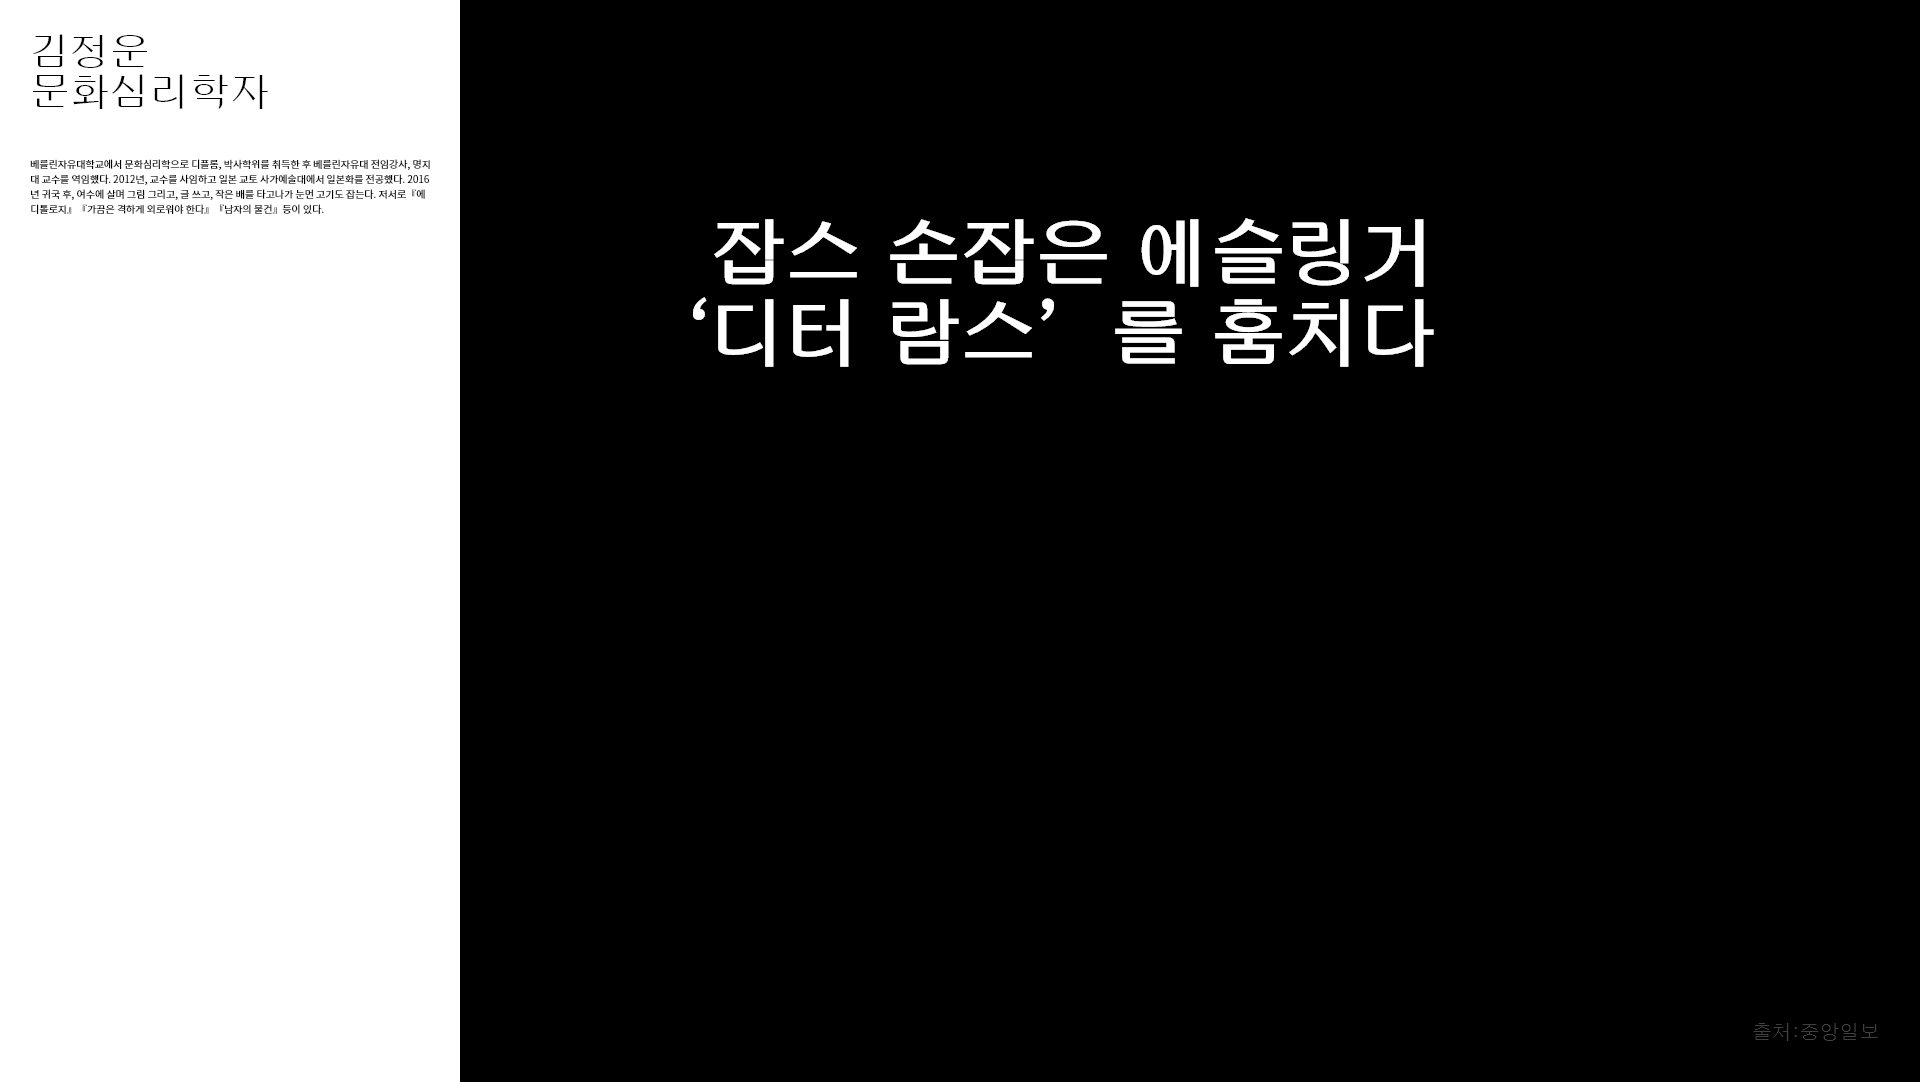 김정운
문화심리학자
베를린자유대학교에서 문화심리학으로 디플롬, 박사학위를 취득한 후 베를린자유대 전임강사, 명지
대 교수를 역임했다. 2012년, 교수를 사임하고 일본 교토 사가예술대에서 일본화를 전공했다. 2016
년 귀국 후, 여수에 살며 그림 그리고, 글 쓰고, 작은 배를 타고나가 눈먼 고기도 잡는다. 저서로『에
디톨로지』『가끔은 격하게 외로워야 한다』『남자의 물건』등이 있다.
잡스 손잡은 에슬링거
‘디터 람스’ 를 훔치다
출처:중앙일보